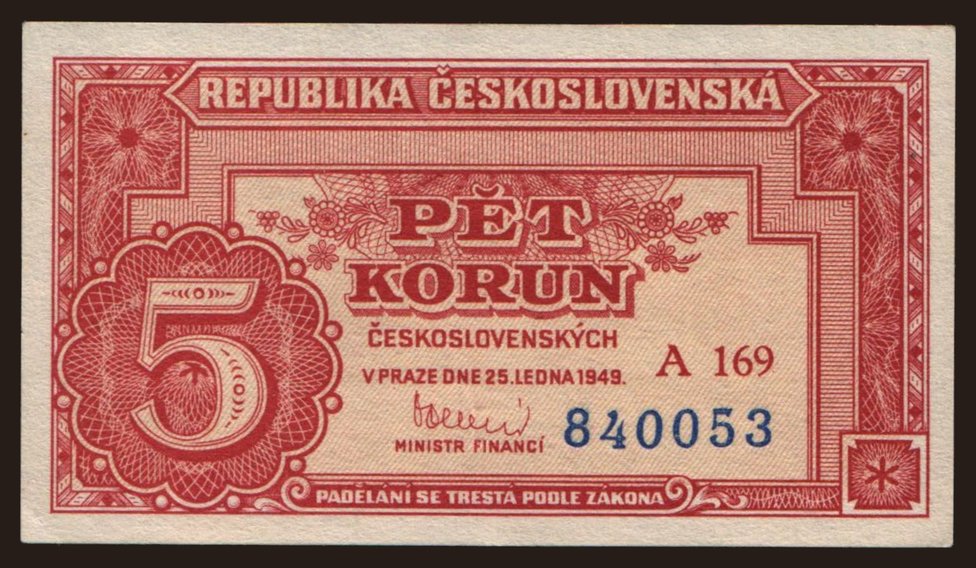 REPUBLIKA ČESKOSLOVENSKÁ
PĚT
KORUN
ČESKOSLOVENSKÝCH
V PRAZE DNE 25. LEDNA 1949.
A 169
MINISTR FINANCÍ
840053
5
PADĚLÁNÍ SE TRESTÁ PODLE ZÁKONA